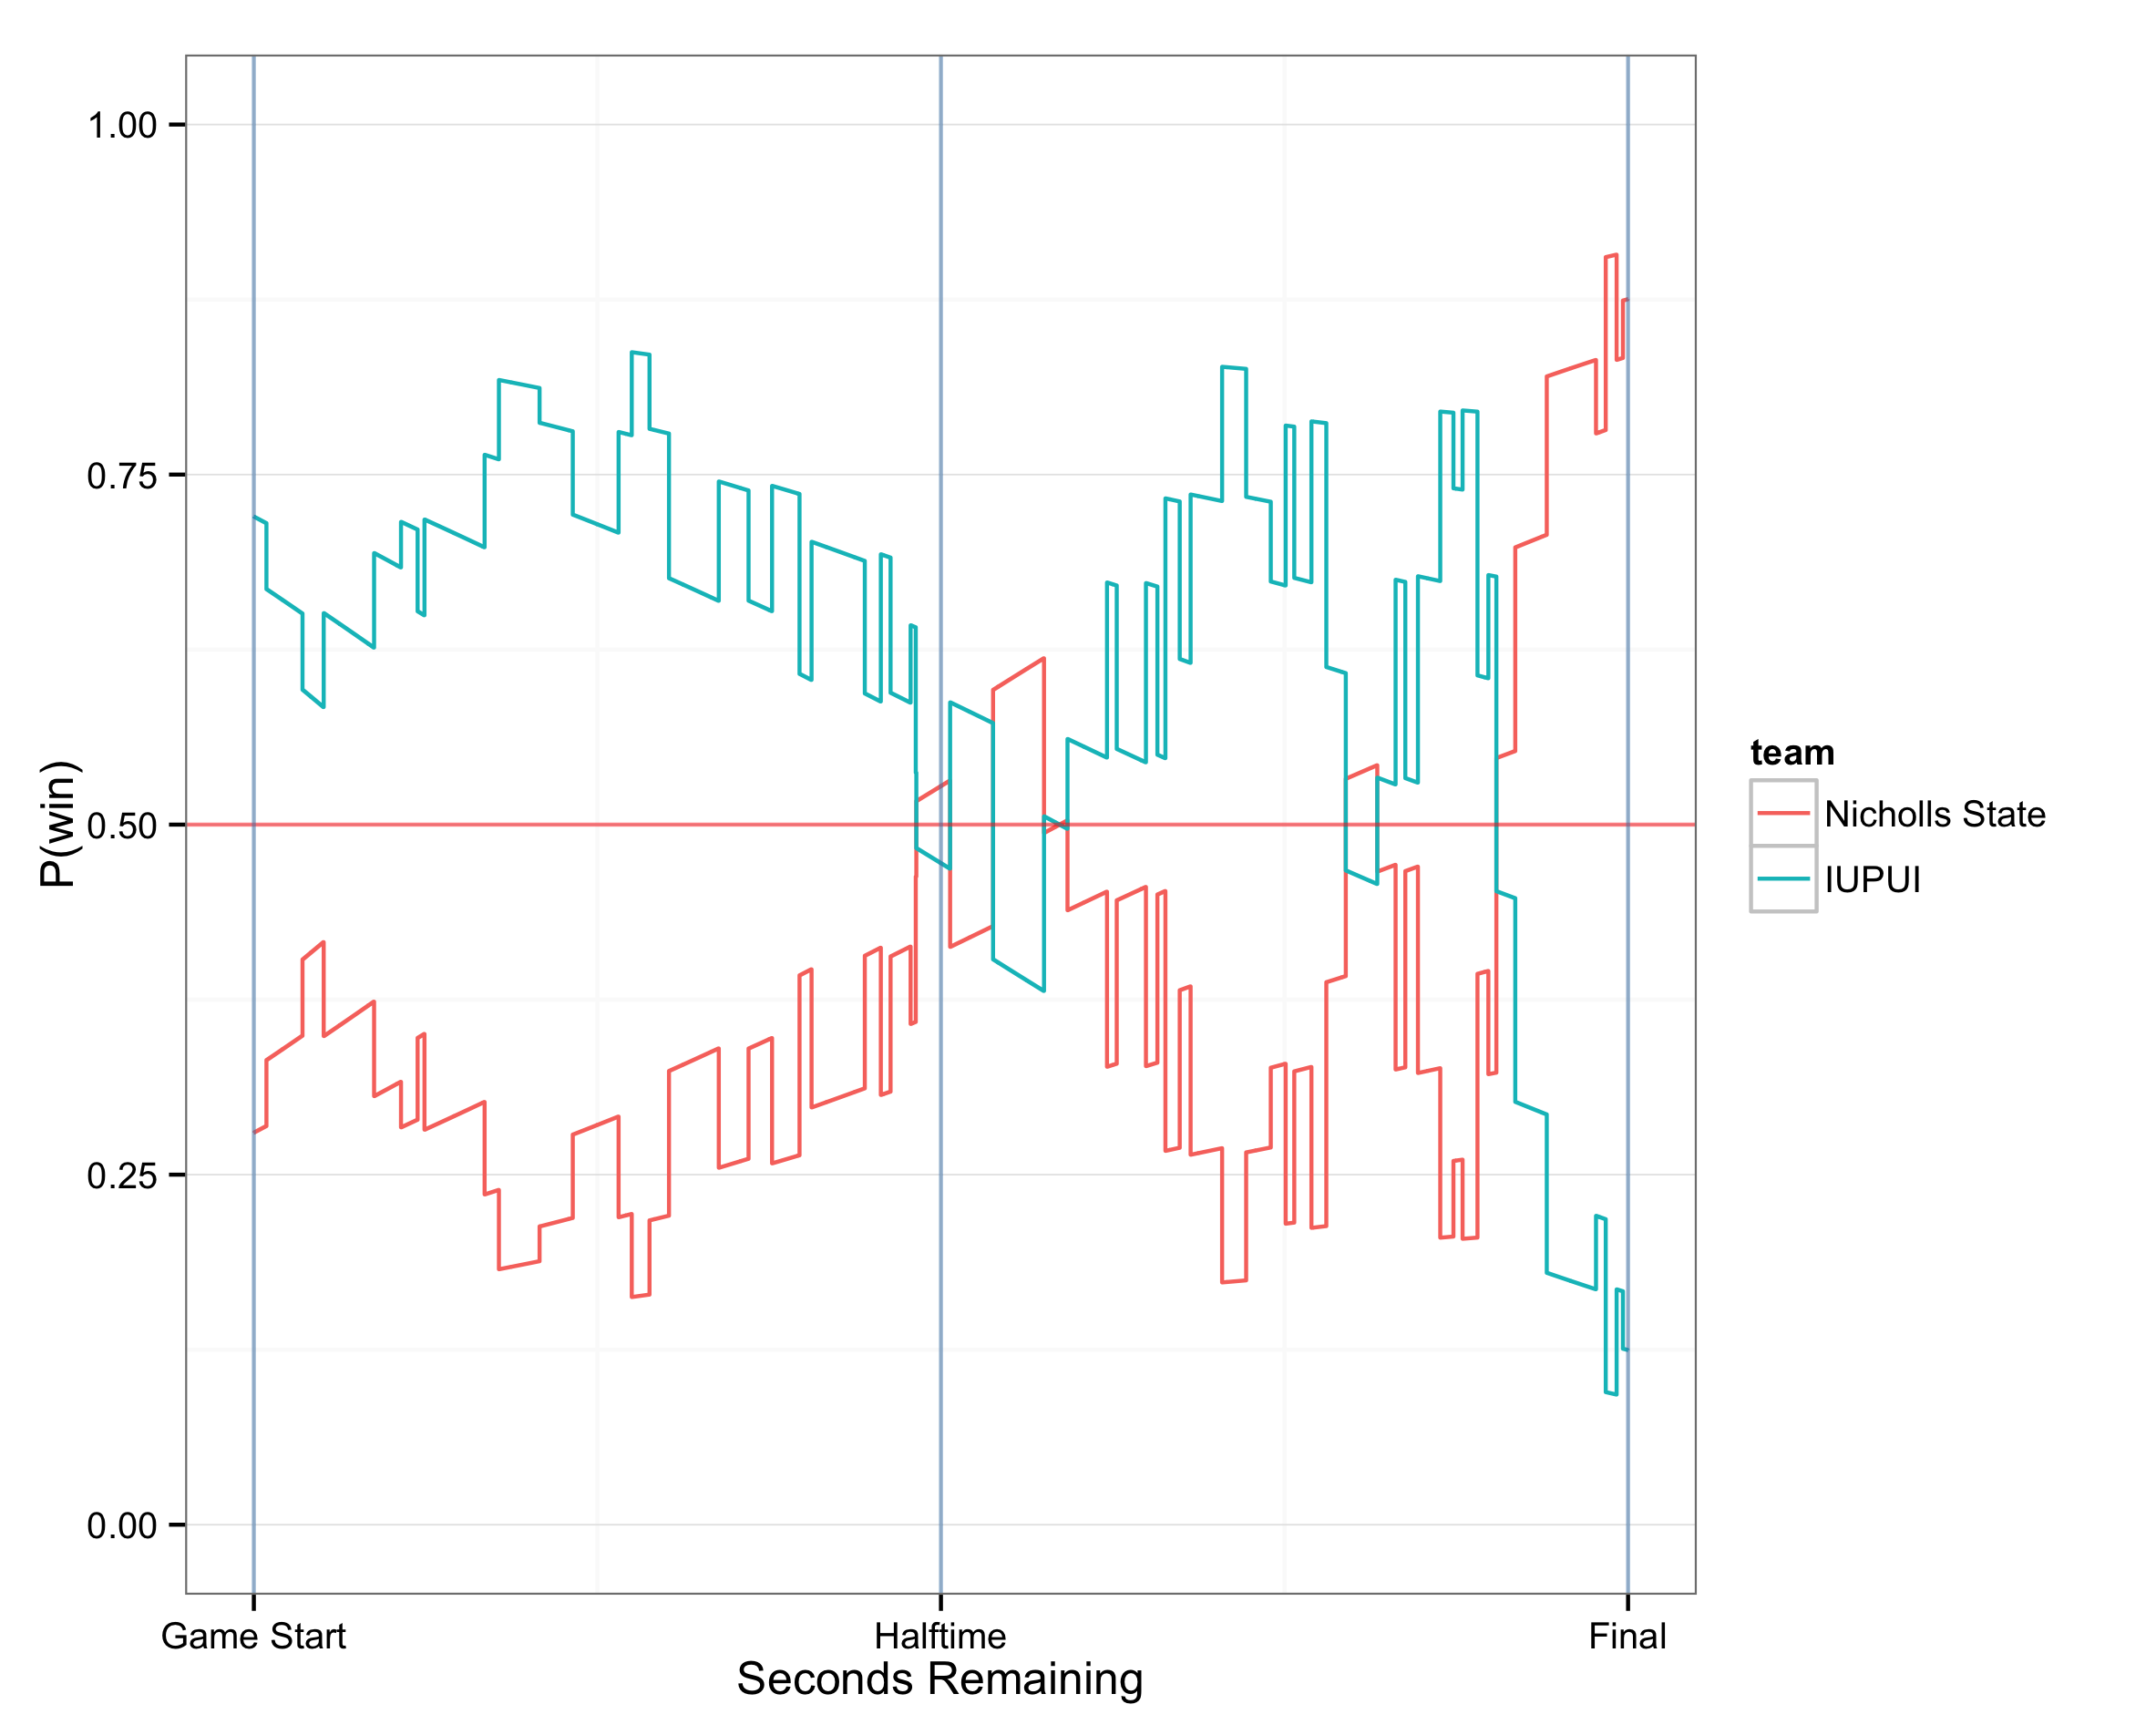 1.00
0.75
0.50
0.25
0.00
P(win)
Game Start
Halftime
Final
Seconds Remaining
team
Nicholls State
IUPUI